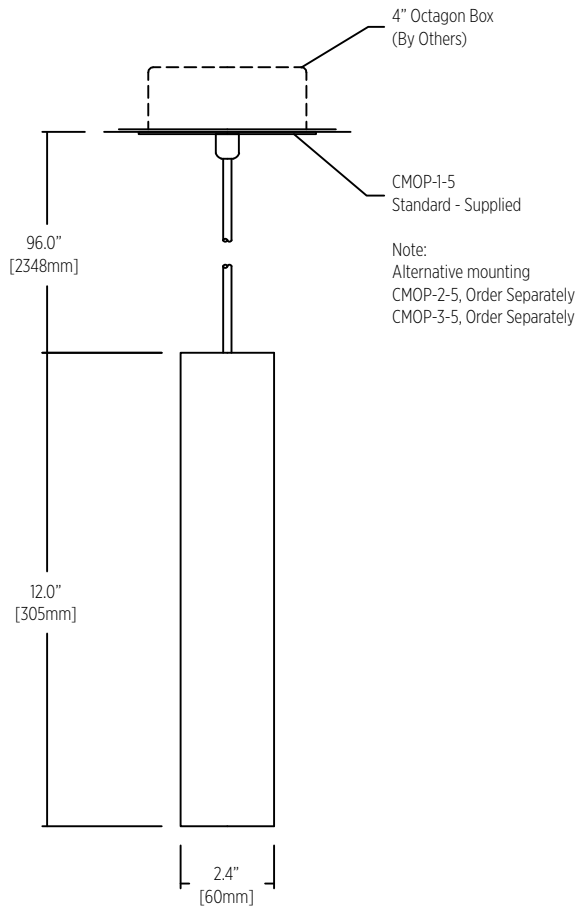 4” Octagon Box
(By Others)
CMOP-1-5
Standard - Supplied
Note:
Alternative mounting
CMOP-2-5, Order Separately
CMOP-3-5, Order Separately
96.0”
[2348mm]
12.0”
[305mm]
2.4”
[60mm]